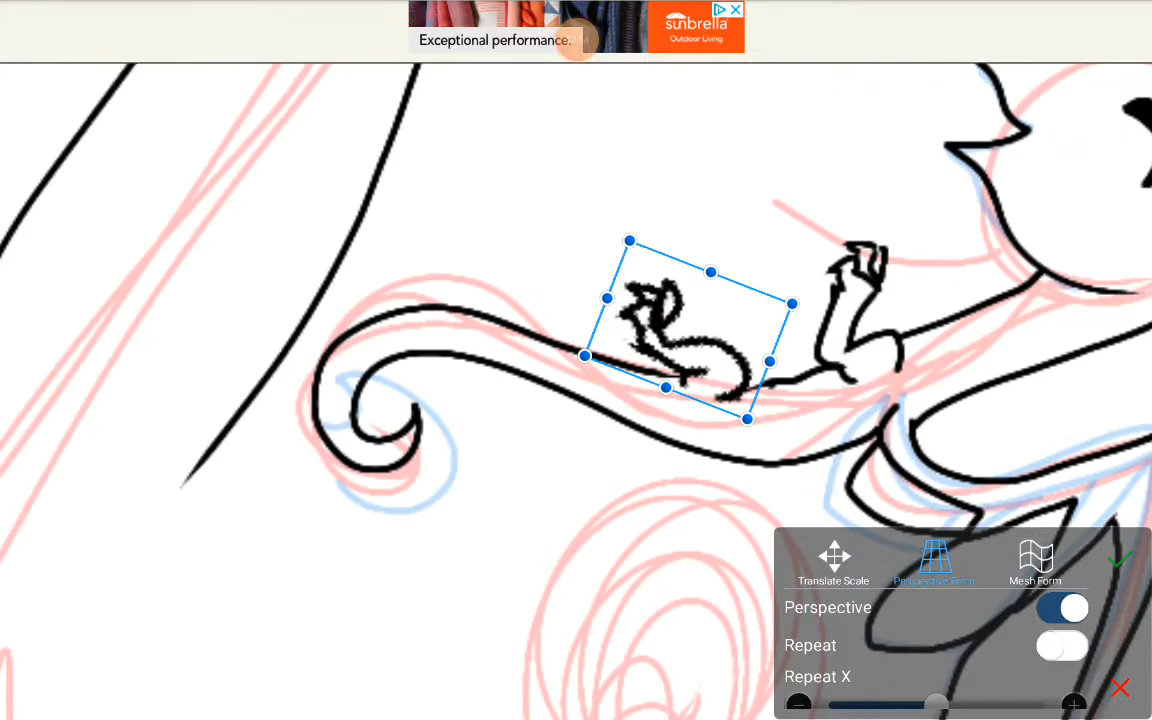 Exceptional performance.
sunbrella
Outdoor Living
Translate Scale
Perspective Form
Mesh Form
Perspective
Repeat
Repeat X